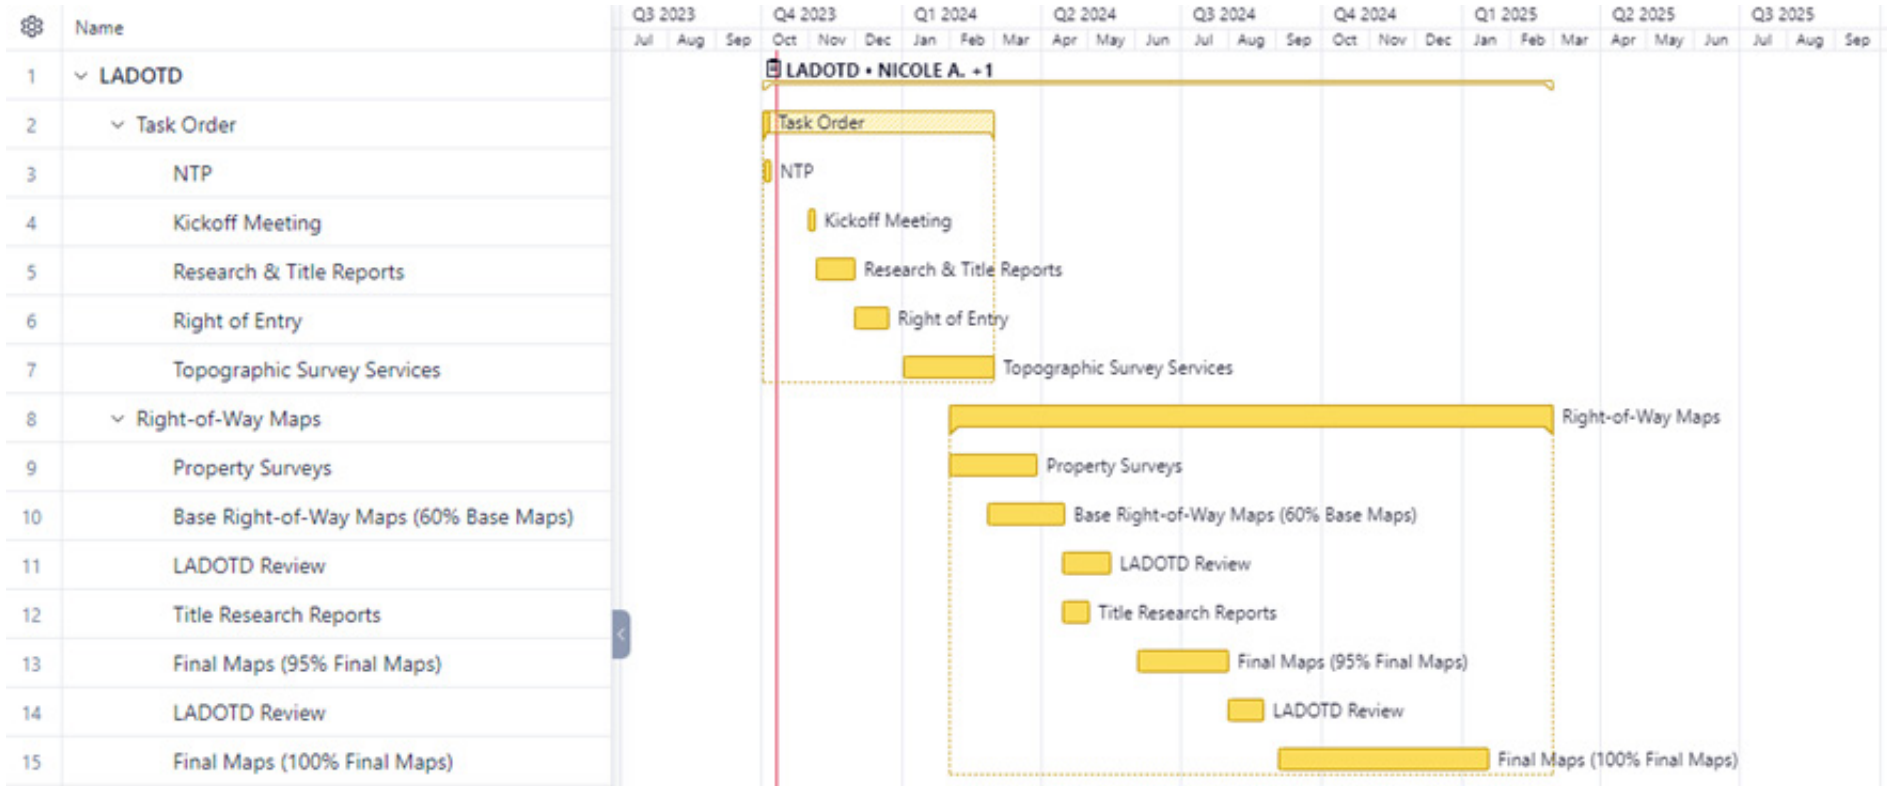 Name
Q3 2023 Q4 2023 Q1 2024 Q2 2024 Q3 2024 Q4 2024 Q1 2025 Q2 2025 Q3 2025
Jul Aug Sep Oct Nov Dec Jan Feb Mar Apr May Jun Jul Aug Sep Oct Nov Dec Jan Feb Mar Apr May Jun Jul Aug Sep
1 LADOTD LADOTD • NICOLE A. +1
2 Task Order Task Order
3 NTP NTP
4 Kickoff Meeting Kickoff Meeting
5 Research & Title Reports Research & Title Reports
6 Right of Entry Right of Entry
7 Topographic Survey Services Topographic Survey Services
8 Right-of-Way Maps Right-of-Way Maps
9 Property Surveys Property Surveys
10 Base Right-of-Way Maps (60% Base Maps) Base Right-of-Way Maps (60% Base Maps)
11 LADOTD Review LADOTD Review
12 Title Research Reports Title Research Reports
13 Final Maps (95% Final Maps) Final Maps (95% Final Maps)
14 LADOTD Review LADOTD Review
15 Final Maps (100% Final Maps) Final Maps (100% Final Maps)